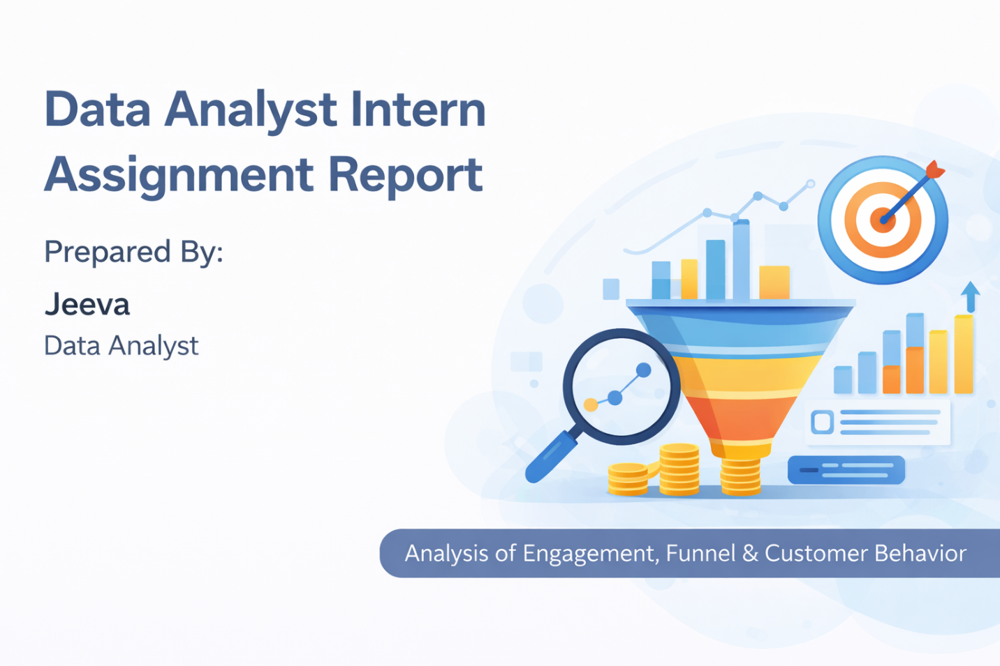 Data Analyst Intern
Assignment Report
Prepared By:
Jeeva
Data Analyst
Analysis of Engagement, Funnel & Customer Behavior